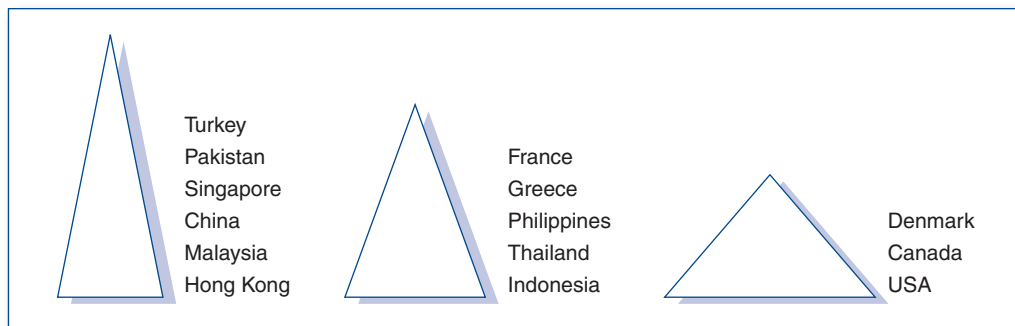 Turkey
Pakistan
Singapore
China
Malaysia
Hong Kong
France
Greece
Philippines
Thailand
Indonesia
Denmark
Canada
USA